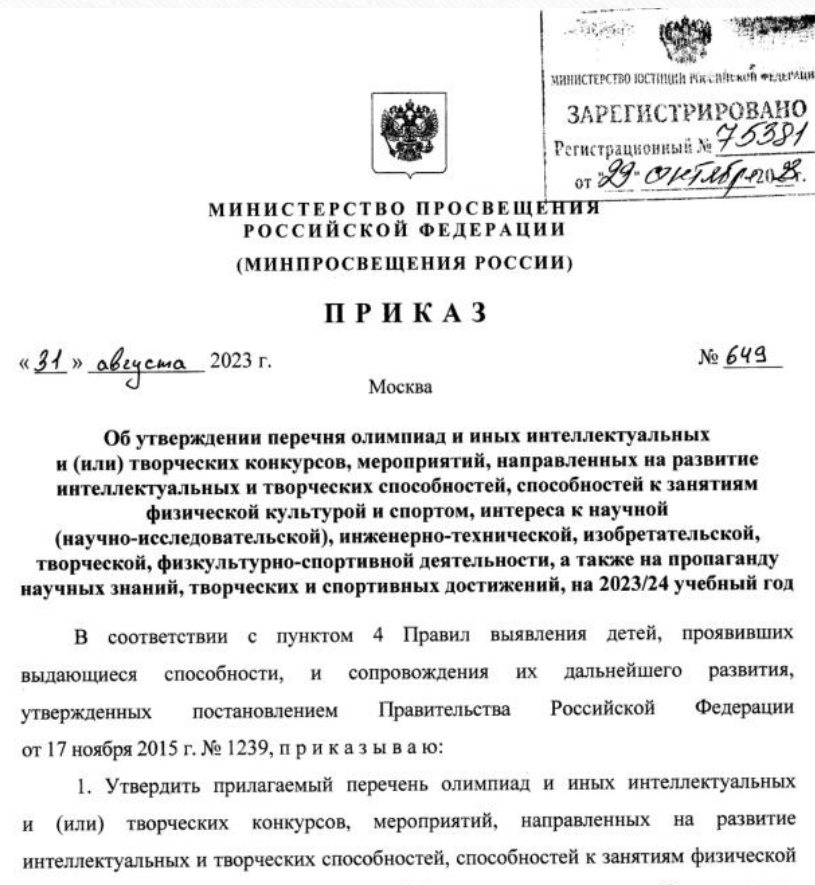 МИНИСТЕРСТВО ЮСТИЦИИ РОССИЙСКОЙ ФЕДЕРАЦИИ
ЗАРЕГИСТРИРОВАНО
Регистрационный № 75381
от "29" октября 2023 г.
МИНИСТЕРСТВО ПРОСВЕЩЕНИЯ
РОССИЙСКОЙ ФЕДЕРАЦИИ
(МИНПРОСВЕЩЕНИЯ РОССИИ)
ПРИКАЗ
« 31 » августа 2023 г.
№ 649
Москва
Об утверждении перечня олимпиад и иных интеллектуальных
и (или) творческих конкурсов, мероприятий, направленных на развитие
интеллектуальных и творческих способностей, способностей к занятиям
физической культурой и спортом, интереса к научной
(научно-исследовательской), инженерно-технической, изобретательской,
творческой, физкультурно-спортивной деятельности, а также на пропаганду
научных знаний, творческих и спортивных достижений, на 2023/24 учебный год
В соответствии с пунктом 4 Правил выявления детей, проявивших
выдающиеся способности, и сопровождения их дальнейшего развития,
утвержденных постановлением Правительства Российской Федерации
от 17 ноября 2015 г. № 1239, п р и к а з ы в а ю:
1. Утвердить прилагаемый перечень олимпиад и иных интеллектуальных
и (или) творческих конкурсов, мероприятий, направленных на развитие
интеллектуальных и творческих способностей, способностей к занятиям физической